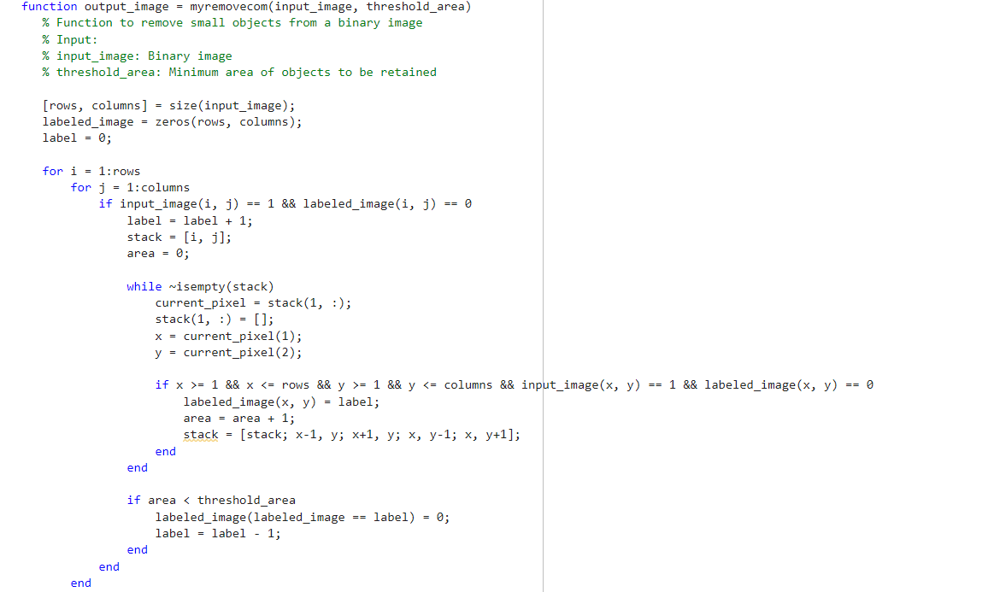 function output_image = myremovecom(input_image, threshold_area)
% Function to remove small objects from a binary image
% Input:
% input_image: Binary image
% threshold_area: Minimum area of objects to be retained
[rows, columns] = size(input_image);
labeled_image = zeros(rows, columns);
label = 0;
for i = 1:rows
for j = 1:columns
if input_image(i, j) == 1 && labeled_image(i, j) == 0
label = label + 1;
stack = [i, j];
area = 0;
while ~isempty(stack)
current_pixel = stack(1, :);
stack(1, :) = [];
x = current_pixel(1);
y = current_pixel(2);
if x >= 1 && x <= rows && y >= 1 && y <= columns && input_image(x, y) == 1 && labeled_image(x, y) == 0
labeled_image(x, y) = label;
area = area + 1;
stack = [stack; x-1, y; x+1, y; x, y-1; x, y+1];
end
end
if area < threshold_area
labeled_image(labeled_image == label) = 0;
label = label - 1;
end
end
end